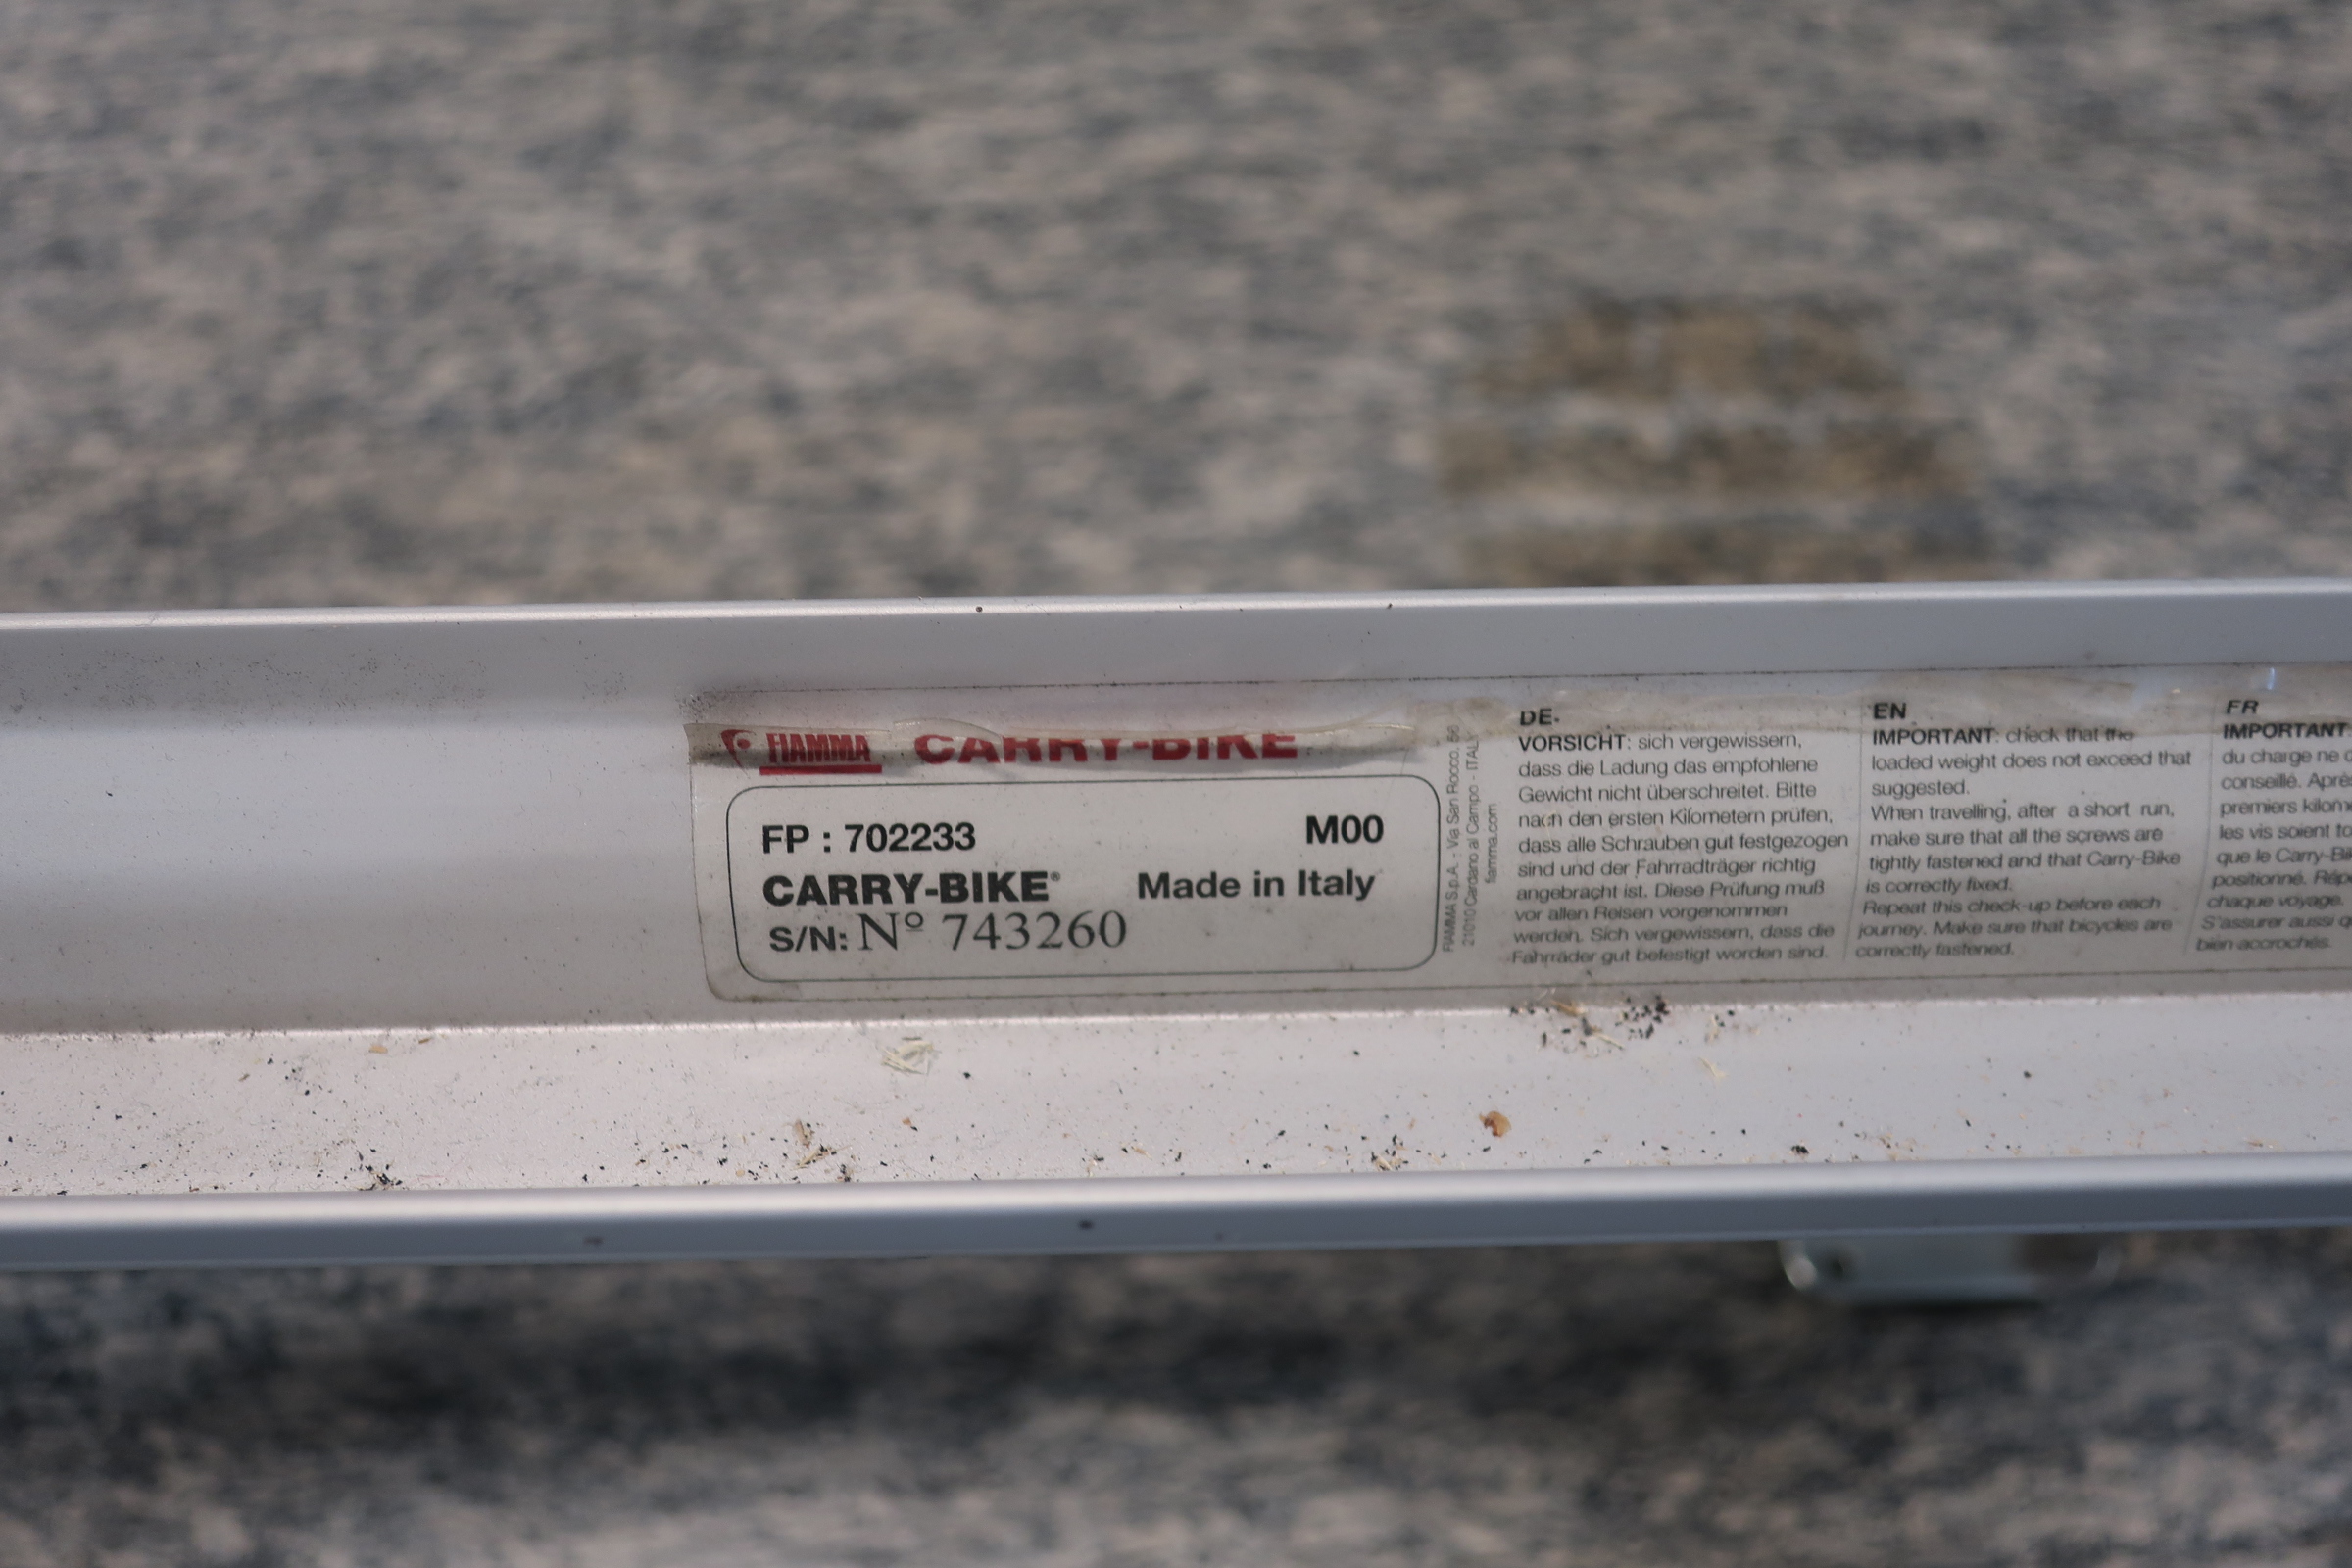 FIAMMA CARRY-BIKE
FP : 702233 M00
CARRY-BIKE® Made in Italy
S/N: Nº 743260
FIAMMA S.p.A. - Via San Rocco, 56
21010 Cardano al Campo - ITALY
fiamma.com
DE
VORSICHT: sich vergewissern,
dass die Ladung das empfohlene
Gewicht nicht überschreitet. Bitte
nach den ersten Kilometern prüfen,
dass alle Schrauben gut festgezogen
sind und der Fahrradträger richtig
angebracht ist. Diese Prüfung muß
vor allen Reisen vorgenommen
werden. Sich vergewissern, dass die
Fahrräder gut befestigt worden sind.
EN
IMPORTANT: check that the
loaded weight does not exceed that
suggested.
When travelling, after a short run,
make sure that all the screws are
tightly fastened and that Carry-Bike
is correctly fixed.
Repeat this check-up before each
journey. Make sure that bicycles are
correctly fastened.
FR
IMPORTANT
du charge ne
conseillé.
premiers
les vis soient
que le
positionné.
chaque voyage.
S'assurer aussi
bien accrochés.